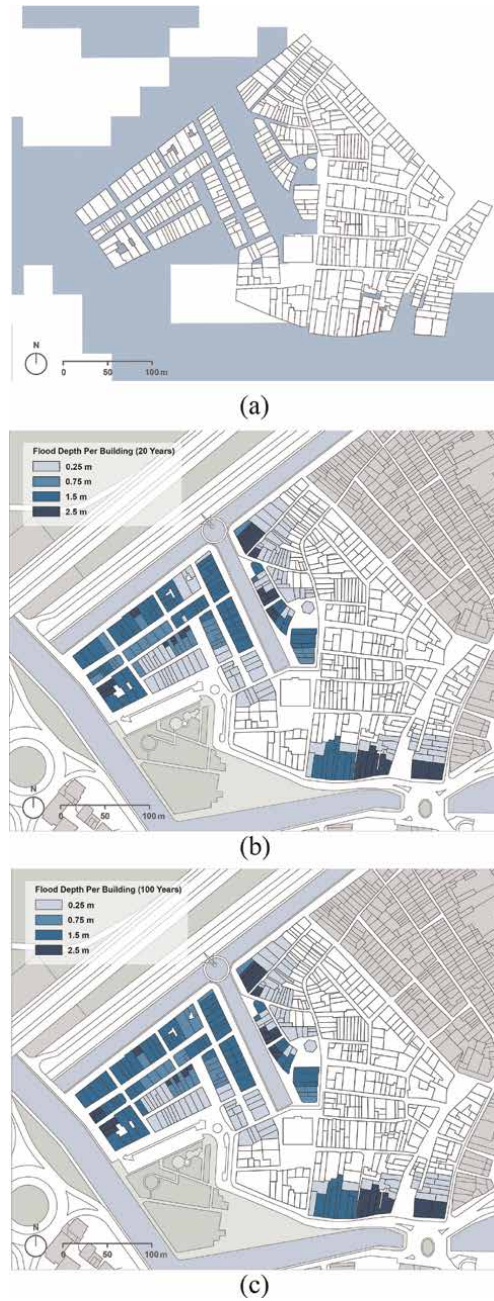 N
0 50 100 m
(a)
Flood Depth Per Building (20 Years)
0.25 m
0.75 m
1.5 m
2.5 m
N
0 50 100 m
(b)
Flood Depth Per Building (100 Years)
0.25 m
0.75 m
1.5 m
2.5 m
N
0 50 100 m
(c)